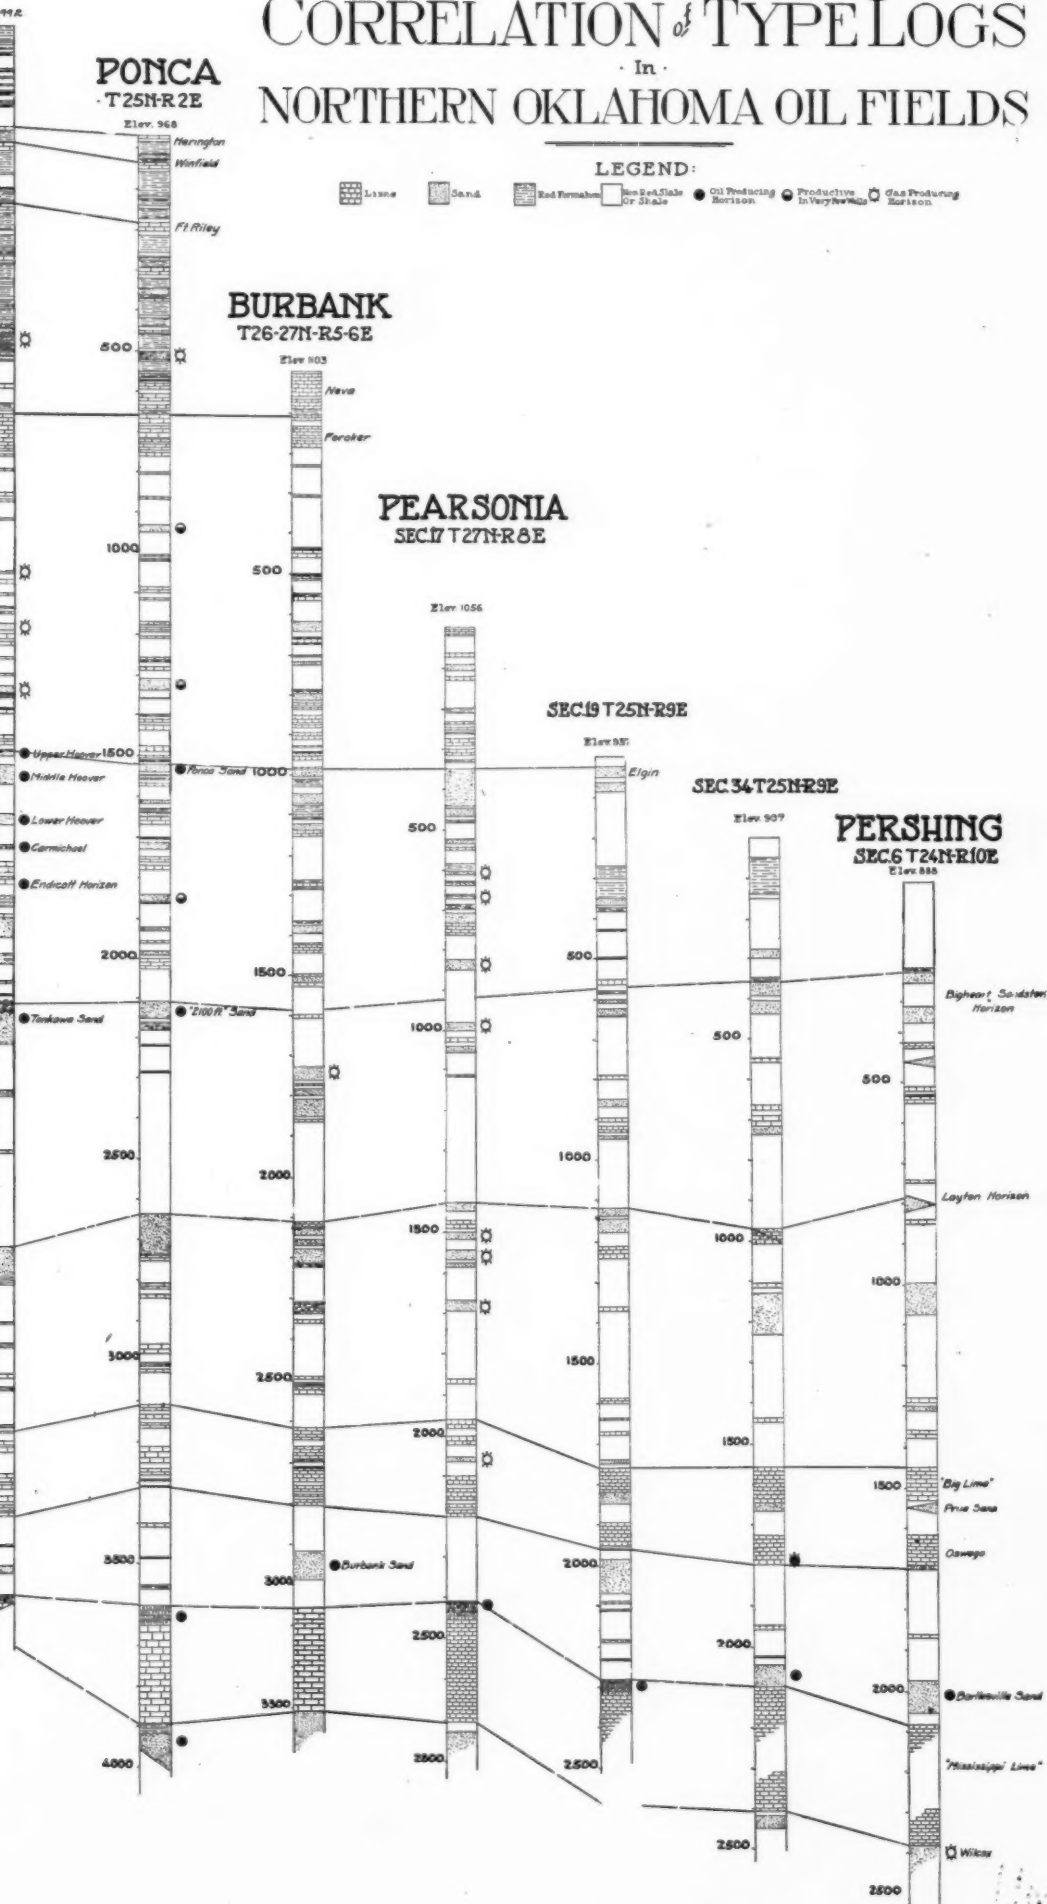 CORRELATION of TYPE LOGS
· In ·
NORTHERN OKLAHOMA OIL FIELDS
LEGEND:
Lime
Sand
Red Formation
Non Red Slate
Or Shale
Oil Producing
Horizon
Productive
In Very Few Wells
Gas Producing
Horizon
992
Upper Hoover
Middle Hoover
Lower Hoover
Carmichael
Endicott Horizon
Tonkawa Sand
PONCA
T25N-R2E
Elev. 968
Herington
Winfield
Ft. Riley
500
1000
1500
Ponca Sand
2000
"2100 ft." Sand
2500
3000
3500
4000
BURBANK
T26-27N-R5-6E
Elev. 1103
Neva
Foraker
500
1000
1500
2000
2500
Burbank Sand
3000
3500
PEARSONIA
SEC.17 T27N-R8E
Elev. 1056
500
1000
1500
2000
2500
2800
SEC.19 T25N-R9E
Elev.
Elgin
500
1000
1500
2000
2500
SEC. 34 T25N-R9E
Elev. 907
500
1000
1500
2000
2500
PERSHING
SEC.6 T24N-R10E
Elev. 888
Bigheart Sandston
Horizon
500
Layton Horizon
1000
"Big Lime"
1500
Prue Sand
Oswego
2000
Bartlesville Sand
"Mississippi Lime"
Wilcox
2500